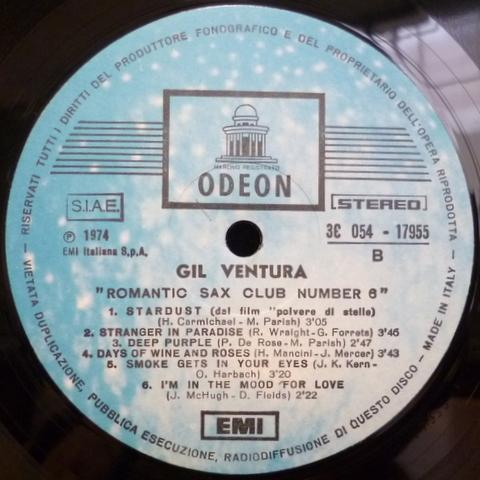 RISERVATI TUTTI I DIRITTI DEL PRODUTTORE FONOGRAFICO E DEL PROPRIETARIO DELL'OPERA RIPRODOTTA
MARCHIO REGISTRATO
ODEON
S.I.A.E.
STEREO
Ⓟ 1974
EMI Italiana S.p.A.
3C 054 - 17955
B
GIL VENTURA
"ROMANTIC SAX CLUB NUMBER 6"
1. STARDUST (dal film "polvere di stelle)
(H. Carmichael - M. Parish) 3'05
2. STRANGER IN PARADISE (R. Wraight - G. Forrets) 3'45
3. DEEP PURPLE (P. De Rose - M. Parish) 2'47
4. DAYS OF WINE AND ROSES (H. Mancini - J. Mercer) 3'43
5. SMOKE GETS IN YOUR EYES (J. K. Kern -
O. Harbach) 3'20
6. I'M IN THE MOOD FOR LOVE
(J. McHugh - D. Fields) 2'22
EMI
- VIETATA DUPLICAZIONE, PUBBLICA ESECUZIONE, RADIODIFFUSIONE DI QUESTO DISCO - MADE IN ITALY -